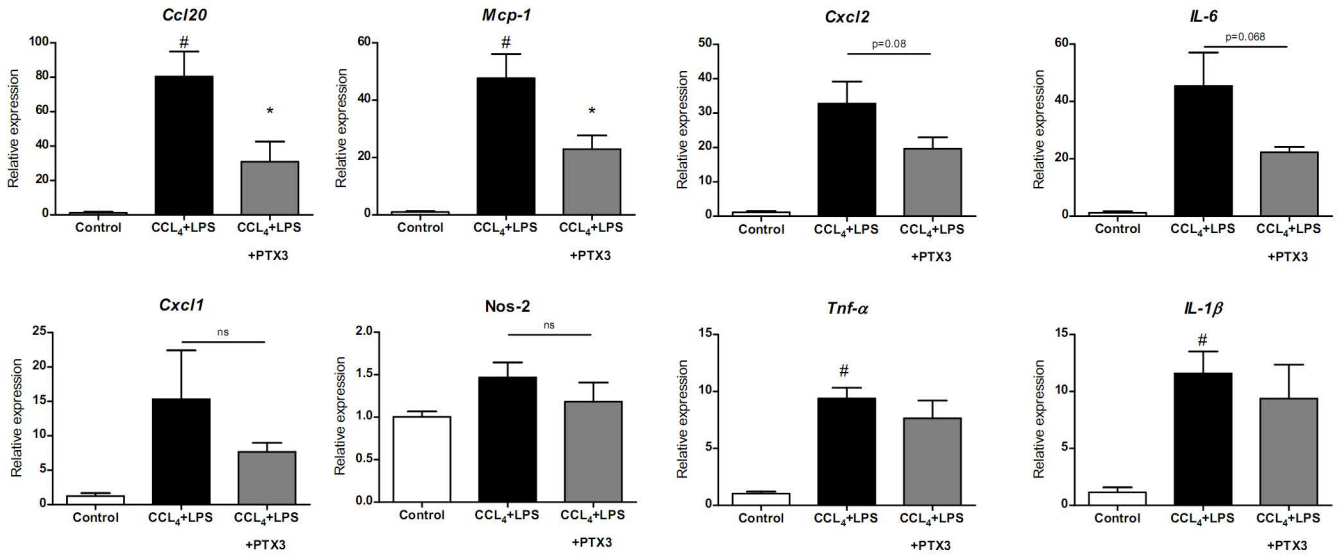 Ccl20
Relative expression
100
80
60
40
20
0
#
*
Control
CCL₄+LPS
CCL₄+LPS
+PTX3
Mcp-1
Relative expression
60
40
20
0
#
*
Control
CCL₄+LPS
CCL₄+LPS
+PTX3
Cxcl2
Relative expression
50
40
30
20
10
0
p=0.08
Control
CCL₄+LPS
CCL₄+LPS
+PTX3
IL-6
Relative expression
60
40
20
0
p=0.068
Control
CCL₄+LPS
CCL₄+LPS
+PTX3
Cxcl1
Relative expression
25
20
15
10
5
0
ns
Control
CCL₄+LPS
CCL₄+LPS
+PTX3
Nos-2
Relative expression
2.0
1.5
1.0
0.5
0.0
ns
Control
CCL₄+LPS
CCL₄+LPS
+PTX3
Tnf-α
Relative expression
15
10
5
0
#
Control
CCL₄+LPS
CCL₄+LPS
+PTX3
IL-1β
Relative expression
15
10
5
0
#
Control
CCL₄+LPS
CCL₄+LPS
+PTX3